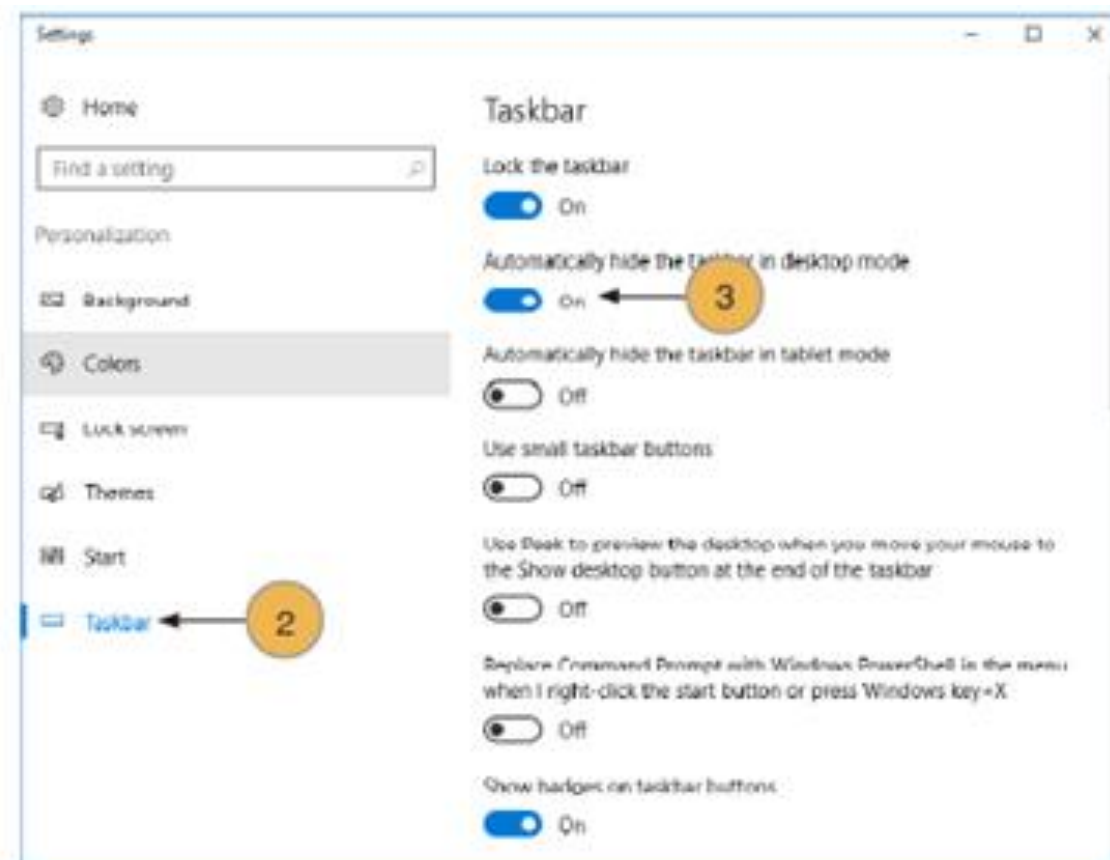 Settings
Home
Find a setting
Personalization
Background
Colors
Lock screen
Themes
Start
Taskbar
2
Taskbar
Lock the taskbar
On
Automatically hide the taskbar in desktop mode
On
3
Automatically hide the taskbar in tablet mode
Off
Use small taskbar buttons
Off
Use Peek to preview the desktop when you move your mouse to
the Show desktop button at the end of the taskbar
Off
Replace Command Prompt with Windows PowerShell in the menu
when I right-click the start button or press Windows key+X
Off
Show badges on taskbar buttons
On